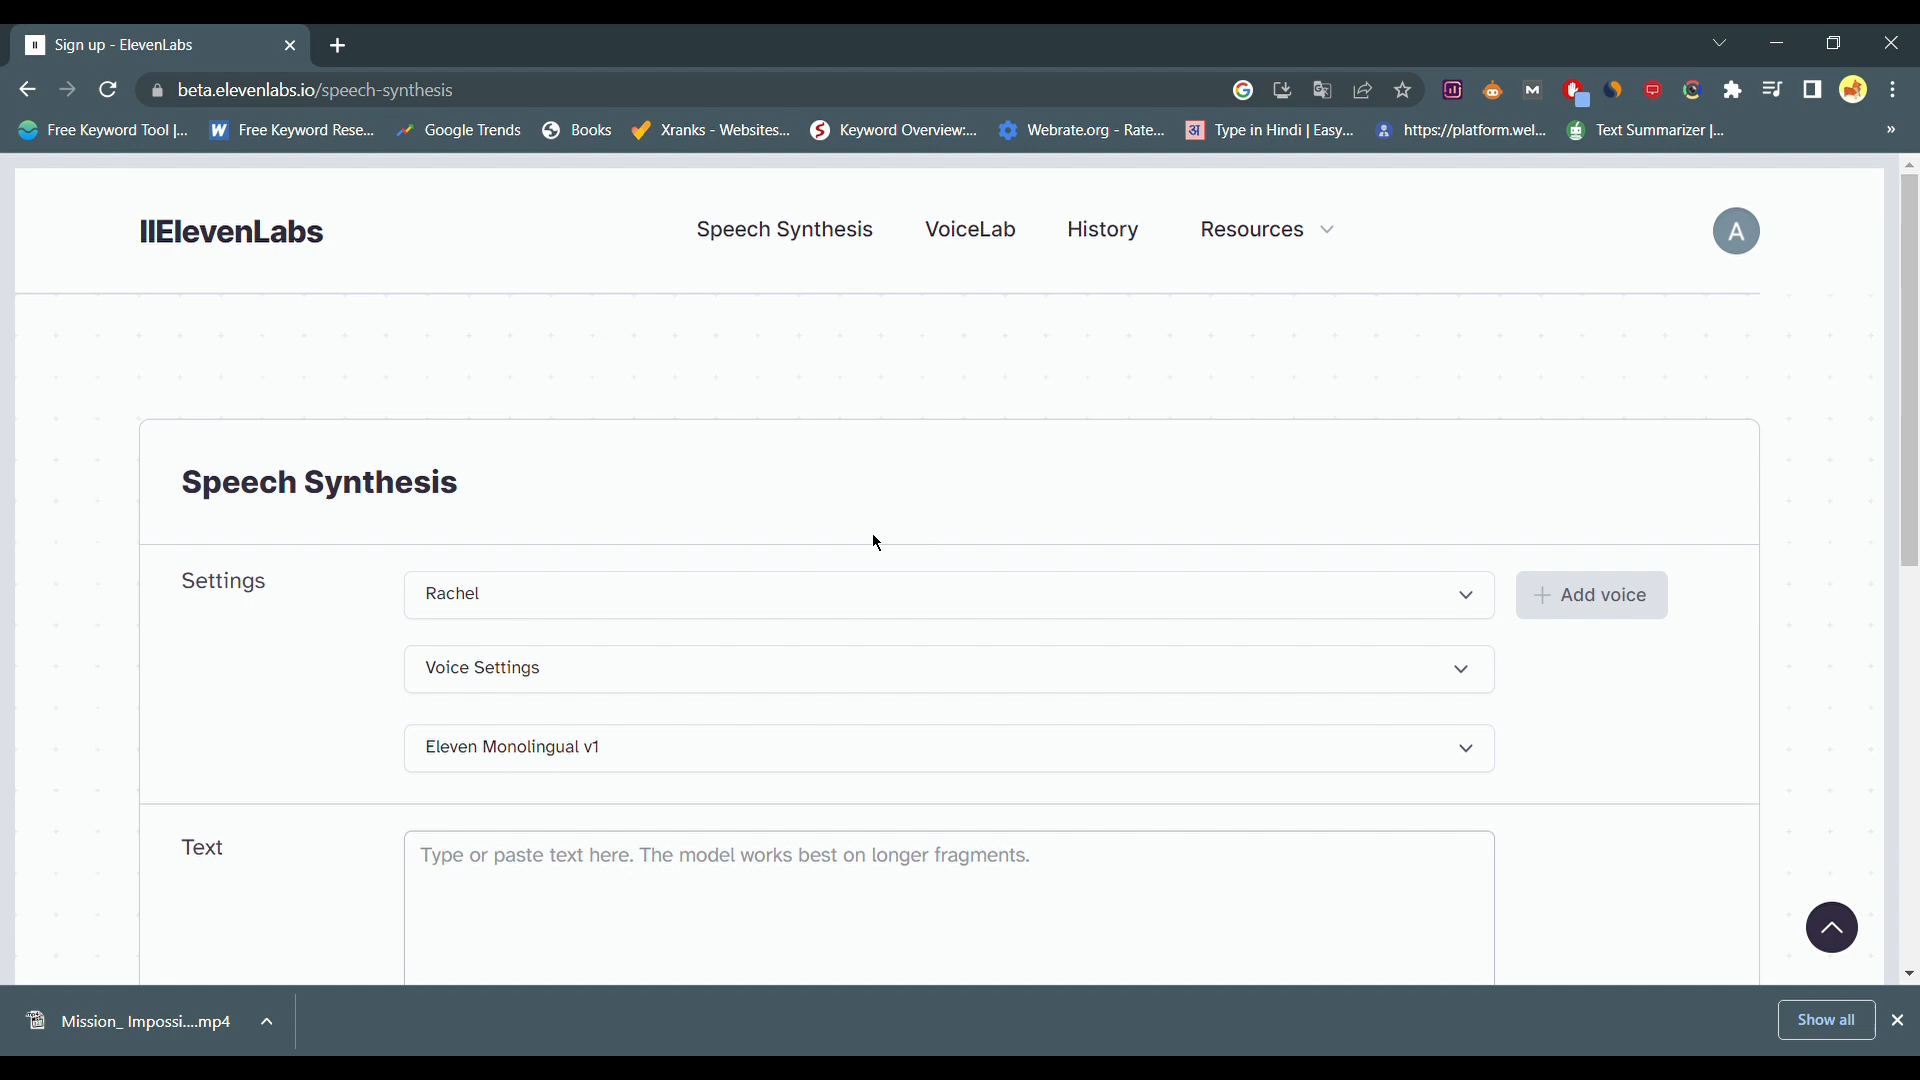 Sign up - ElevenLabs
beta.elevenlabs.io/speech-synthesis
Free Keyword Tool |... Free Keyword Rese... Google Trends Books Xranks - Websites... Keyword Overview:... Webrate.org - Rate... Type in Hindi | Easy... https://platform.wel... Text Summarizer |... »
IIElevenLabs Speech Synthesis VoiceLab History Resources A
Speech Synthesis
Settings Rachel + Add voice
Voice Settings
Eleven Monolingual v1
Text Type or paste text here. The model works best on longer fragments.
Mission_ Impossi....mp4 Show all